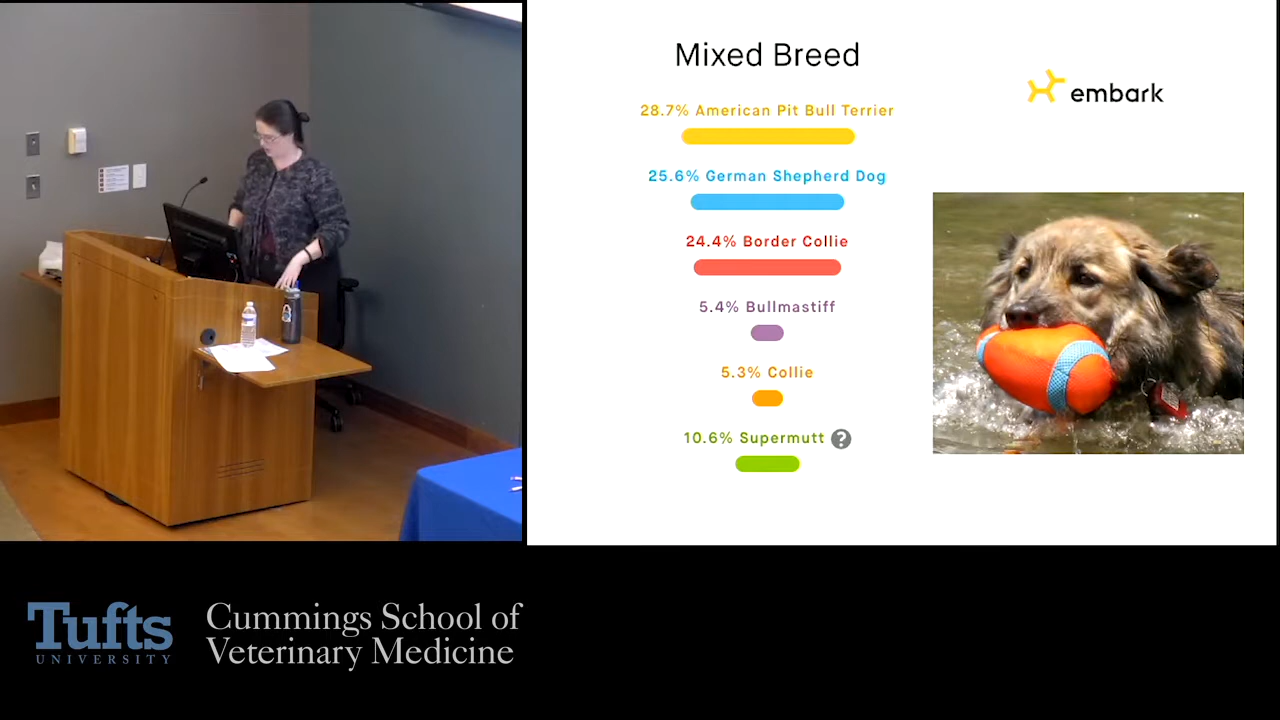 Mixed Breed
28.7% American Pit Bull Terrier
25.6% German Shepherd Dog
24.4% Border Collie
5.4% Bullmastiff
5.3% Collie
10.6% Supermutt ?
embark
Tufts
UNIVERSITY
Cummings School of
Veterinary Medicine